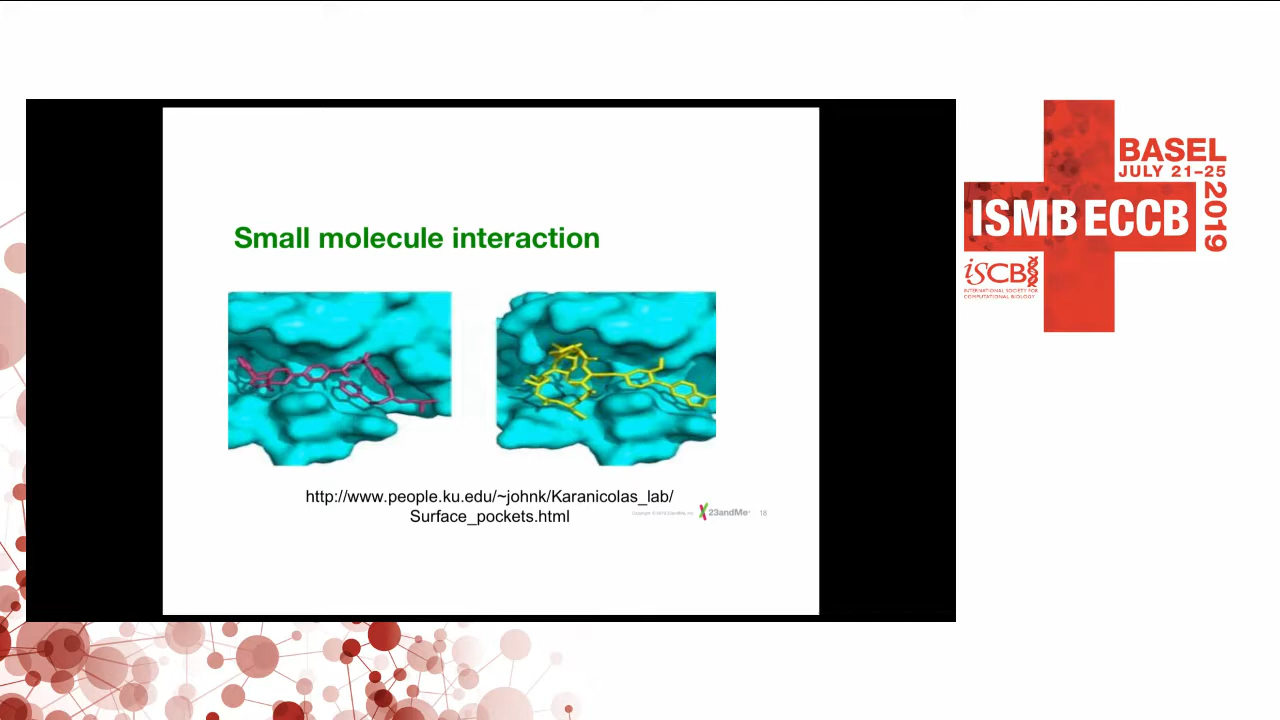 Small molecule interaction
http://www.people.ku.edu/~johnk/Karanicolas_lab/
Surface_pockets.html
23andMe
18
BASEL
JULY 21–25
2019
ISMB ECCB
iSCB
INTERNATIONAL SOCIETY FOR
COMPUTATIONAL BIOLOGY